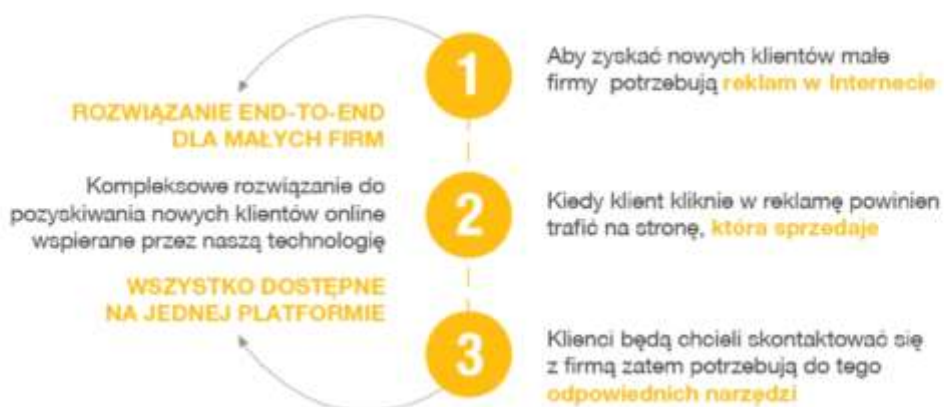 ROZWIĄZANIE END-TO-END
DLA MAŁYCH FIRM
Kompleksowe rozwiązanie do
pozyskiwania nowych klientów online
wspierane przez naszą technologię
WSZYSTKO DOSTĘPNE
NA JEDNEJ PLATFORMIE
1
Aby zyskać nowych klientów małe
firmy potrzebują reklam w Internecie
2
Kiedy klient kliknie w reklamę powinien
trafić na stronę, która sprzedaje
3
Klienci będą chcieli skontaktować się
z firmą zatem potrzebują do tego
odpowiednich narzędzi